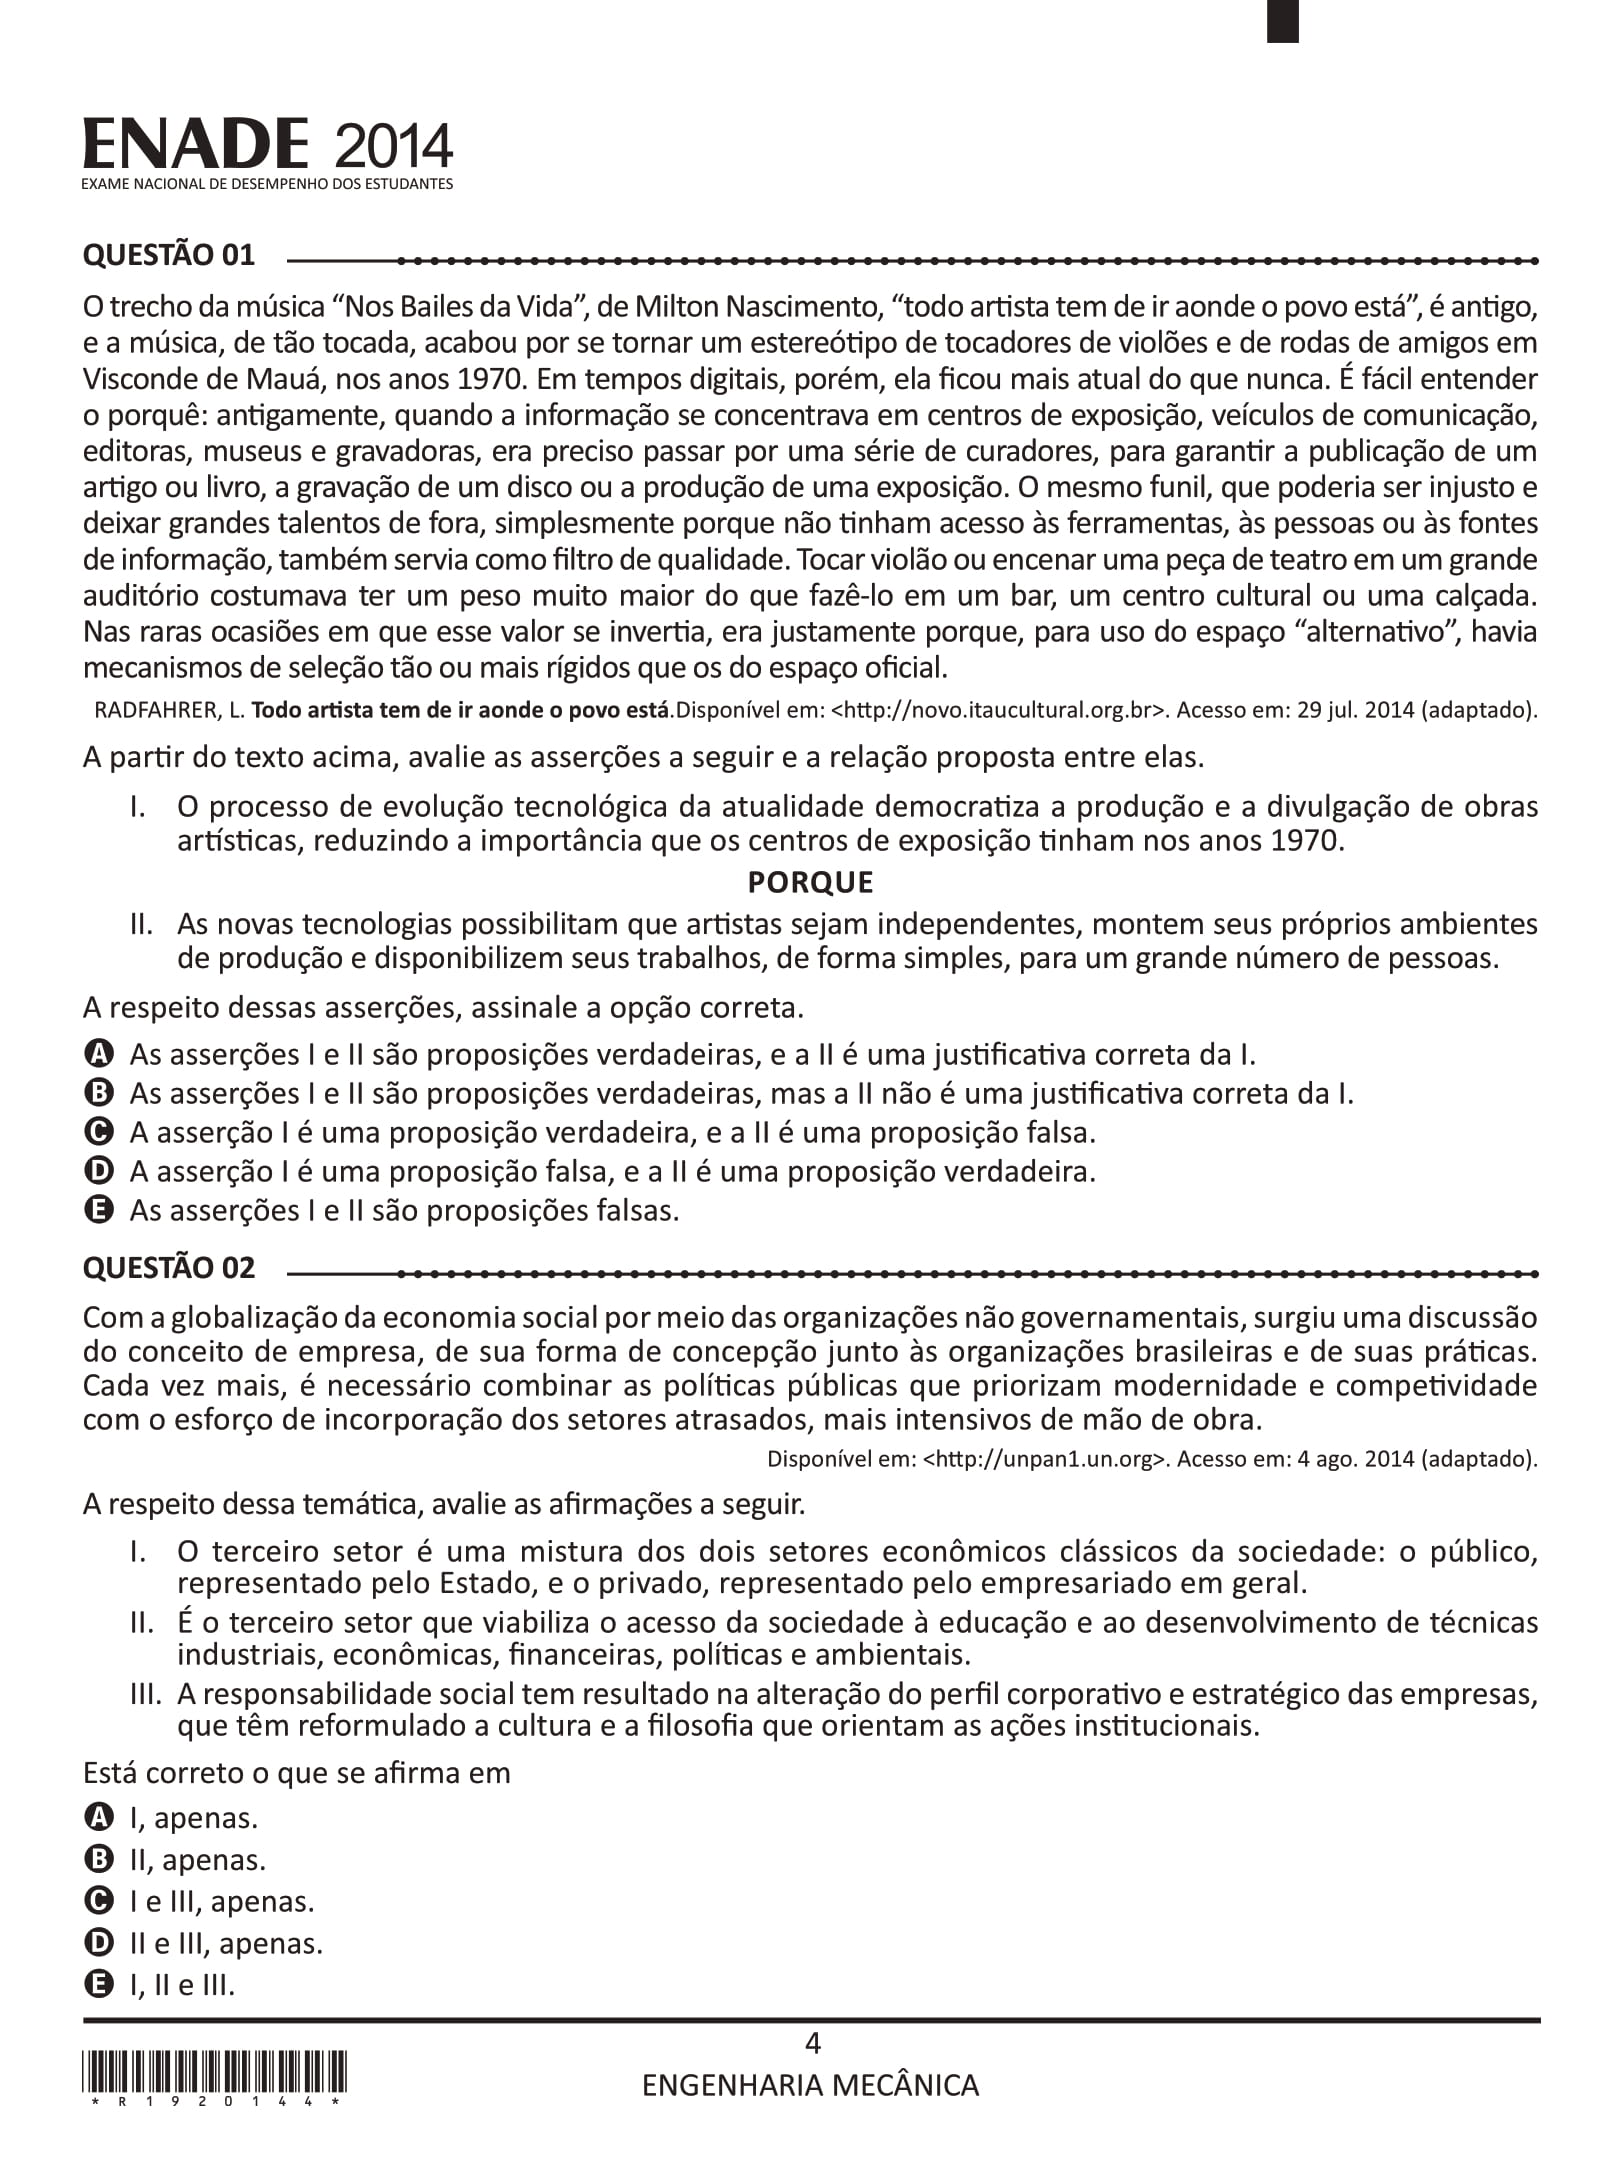 ENADE 2014
EXAME NACIONAL DE DESEMPENHO DOS ESTUDANTES
QUESTÃO 01
O trecho da música “Nos Bailes da Vida”, de Milton Nascimento, “todo artista tem de ir aonde o povo está”, é antigo,
e a música, de tão tocada, acabou por se tornar um estereótipo de tocadores de violões e de rodas de amigos em
Visconde de Mauá, nos anos 1970. Em tempos digitais, porém, ela ficou mais atual do que nunca. É fácil entender
o porquê: antigamente, quando a informação se concentrava em centros de exposição, veículos de comunicação,
editoras, museus e gravadoras, era preciso passar por uma série de curadores, para garantir a publicação de um
artigo ou livro, a gravação de um disco ou a produção de uma exposição. O mesmo funil, que poderia ser injusto e
deixar grandes talentos de fora, simplesmente porque não tinham acesso às ferramentas, às pessoas ou às fontes
de informação, também servia como filtro de qualidade. Tocar violão ou encenar uma peça de teatro em um grande
auditório costumava ter um peso muito maior do que fazê-lo em um bar, um centro cultural ou uma calçada.
Nas raras ocasiões em que esse valor se invertia, era justamente porque, para uso do espaço “alternativo”, havia
mecanismos de seleção tão ou mais rígidos que os do espaço oficial.
RADFAHRER, L. Todo artista tem de ir aonde o povo está.Disponível em: <http://novo.itaucultural.org.br>. Acesso em: 29 jul. 2014 (adaptado).
A partir do texto acima, avalie as asserções a seguir e a relação proposta entre elas.
I. O processo de evolução tecnológica da atualidade democratiza a produção e a divulgação de obras
artísticas, reduzindo a importância que os centros de exposição tinham nos anos 1970.
PORQUE
II. As novas tecnologias possibilitam que artistas sejam independentes, montem seus próprios ambientes
de produção e disponibilizem seus trabalhos, de forma simples, para um grande número de pessoas.
A respeito dessas asserções, assinale a opção correta.
A As asserções I e II são proposições verdadeiras, e a II é uma justificativa correta da I.
B As asserções I e II são proposições verdadeiras, mas a II não é uma justificativa correta da I.
C A asserção I é uma proposição verdadeira, e a II é uma proposição falsa.
D A asserção I é uma proposição falsa, e a II é uma proposição verdadeira.
E As asserções I e II são proposições falsas.
QUESTÃO 02
Com a globalização da economia social por meio das organizações não governamentais, surgiu uma discussão
do conceito de empresa, de sua forma de concepção junto às organizações brasileiras e de suas práticas.
Cada vez mais, é necessário combinar as políticas públicas que priorizam modernidade e competividade
com o esforço de incorporação dos setores atrasados, mais intensivos de mão de obra.
Disponível em: <http://unpan1.un.org>. Acesso em: 4 ago. 2014 (adaptado).
A respeito dessa temática, avalie as afirmações a seguir.
I. O terceiro setor é uma mistura dos dois setores econômicos clássicos da sociedade: o público,
representado pelo Estado, e o privado, representado pelo empresariado em geral.
II. É o terceiro setor que viabiliza o acesso da sociedade à educação e ao desenvolvimento de técnicas
industriais, econômicas, financeiras, políticas e ambientais.
III. A responsabilidade social tem resultado na alteração do perfil corporativo e estratégico das empresas,
que têm reformulado a cultura e a filosofia que orientam as ações institucionais.
Está correto o que se afirma em
A I, apenas.
B II, apenas.
C I e III, apenas.
D II e III, apenas.
E I, II e III.
4
ENGENHARIA MECÂNICA
* R 1 9 2 0 1 4 4 *